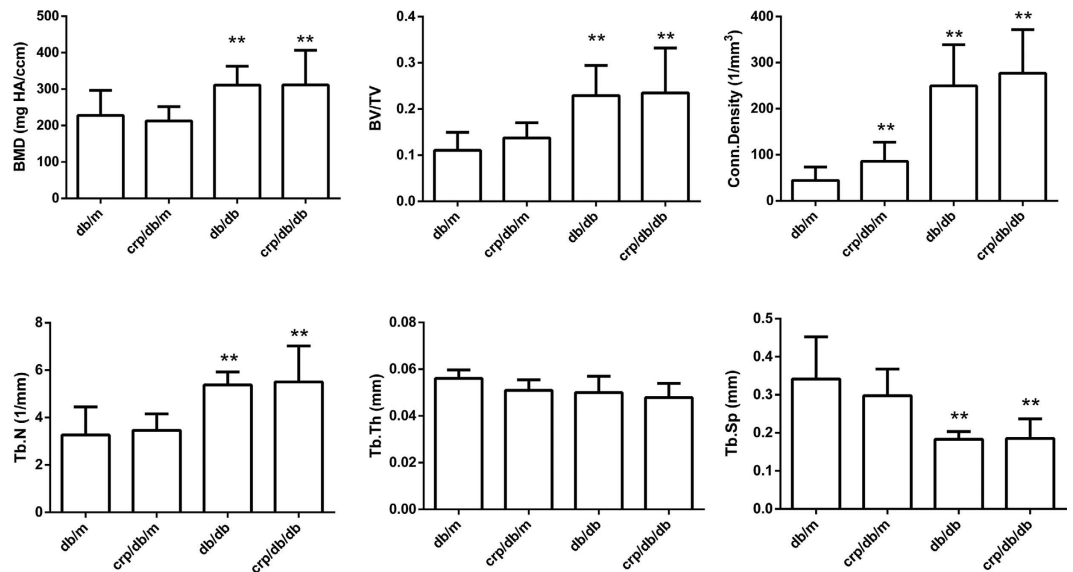 BMD (mg HA/ccm)
500
400
300
200
100
0
**
**
db/m
crp/db/m
db/db
crp/db/db
BV/TV
0.4
0.3
0.2
0.1
0.0
**
**
db/m
crp/db/m
db/db
crp/db/db
Conn.Density (1/mm³)
400
300
200
100
0
**
**
**
db/m
crp/db/m
db/db
crp/db/db
Tb.N (1/mm)
8
6
4
2
0
**
**
db/m
crp/db/m
db/db
crp/db/db
Tb.Th (mm)
0.08
0.06
0.04
0.02
0.00
db/m
crp/db/m
db/db
crp/db/db
Tb.Sp (mm)
0.5
0.4
0.3
0.2
0.1
0.0
**
**
db/m
crp/db/m
db/db
crp/db/db